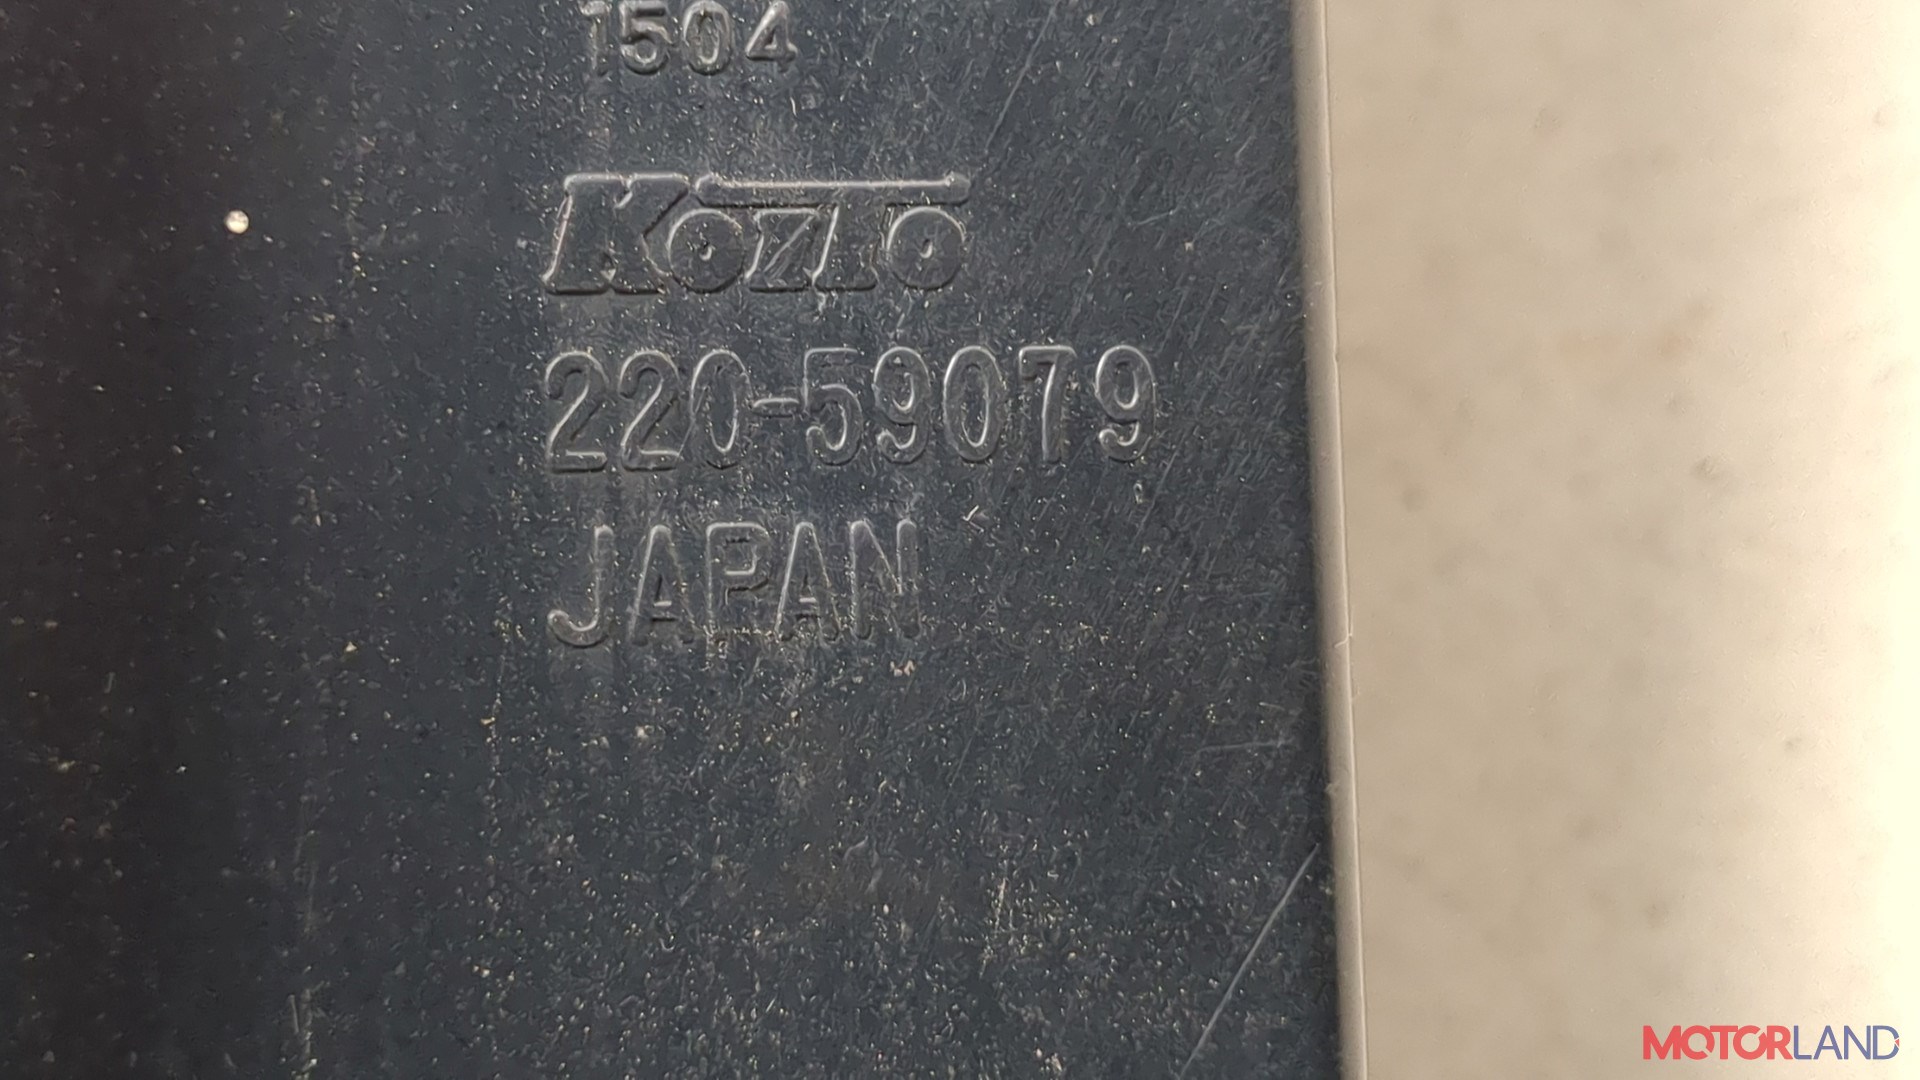 1504
KOITO
220-59079
JAPAN
MOTORLAND